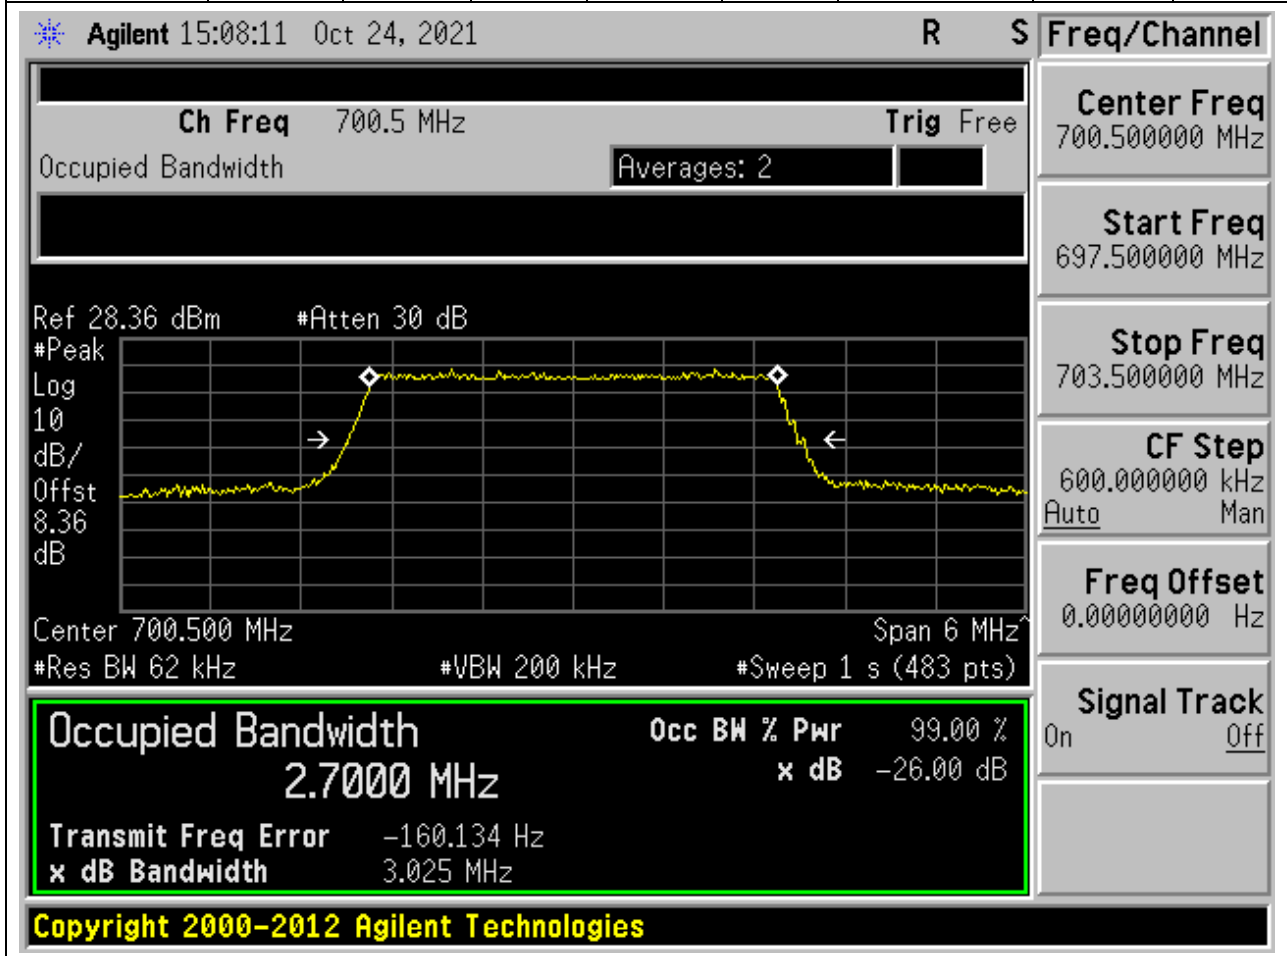 Agilent 15:08:11 Oct 24, 2021 R S Freq/Channel
Ch Freq 700.5 MHz Trig Free
Occupied Bandwidth Averages: 2
Center Freq
700.500000 MHz
Start Freq
697.500000 MHz
Stop Freq
703.500000 MHz
CF Step
600.000000 kHz
Auto Man
Freq Offset
0.00000000 Hz
Signal Track
On Off
Ref 28.36 dBm #Atten 30 dB
#Peak
Log
10
dB/
Offst
8.36
dB
Center 700.500 MHz Span 6 MHz^
#Res BW 62 kHz #VBW 200 kHz #Sweep 1 s (483 pts)
Occupied Bandwidth Occ BW % Pwr 99.00 %
2.7000 MHz x dB -26.00 dB
Transmit Freq Error -160.134 Hz
x dB Bandwidth 3.025 MHz
Copyright 2000-2012 Agilent Technologies